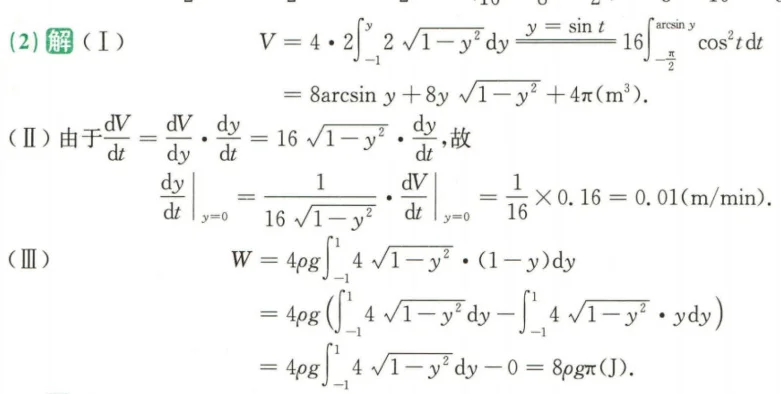 (2) 解 (Ⅰ) V = 4 · 2∫_{-1}^{y} 2 √(1-y²) dy \xlongequal{y = sin t} 16∫_{-π/2}^{arcsin y} cos²t dt
= 8arcsin y + 8y √(1-y²) + 4π(m³).
(Ⅱ) 由于 dV/dt = dV/dy · dy/dt = 16 √(1-y²) · dy/dt, 故
dy/dt |_{y=0} = 1/(16 √(1-y²)) · dV/dt |_{y=0} = 1/16 × 0.16 = 0.01(m/min).
(Ⅲ) W = 4ρg∫_{-1}^{1} 4 √(1-y²) · (1-y)dy
= 4ρg(∫_{-1}^{1} 4 √(1-y²) dy - ∫_{-1}^{1} 4 √(1-y²) · ydy)
= 4ρg∫_{-1}^{1} 4 √(1-y²) dy - 0 = 8ρgπ(J).